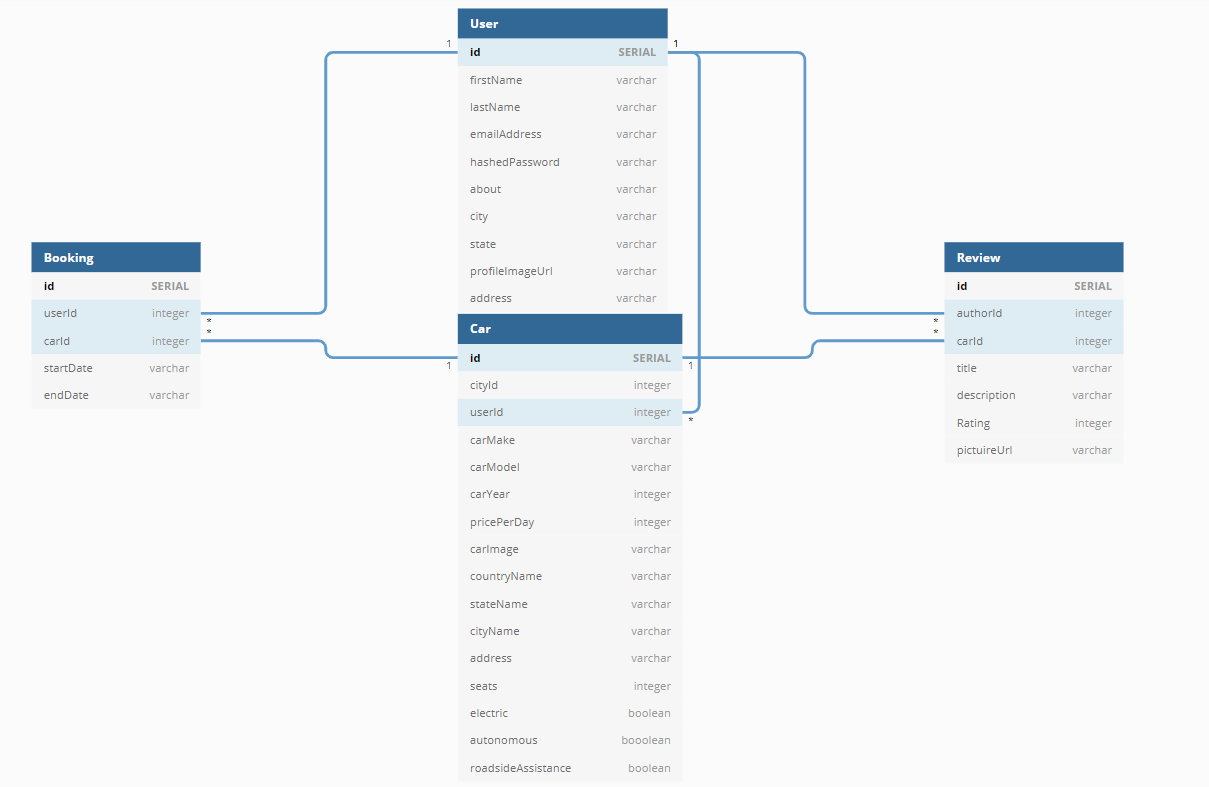 User
1 id SERIAL 1
firstName varchar
lastName varchar
emailAddress varchar
hashedPassword varchar
about varchar
city varchar
state varchar
profileImageUrl varchar
address varchar
Booking
id SERIAL
userId integer
*
*
carId integer
startDate varchar
endDate varchar
Car
id SERIAL
1 1
cityId integer
userId integer
*
carMake varchar
carModel varchar
carYear integer
pricePerDay integer
carImage varchar
countryName varchar
stateName varchar
cityName varchar
address varchar
seats integer
electric boolean
autonomous booolean
roadsideAssistance boolean
Review
id SERIAL
authorId integer
*
*
carId integer
title varchar
description varchar
Rating integer
pictuireUrl varchar